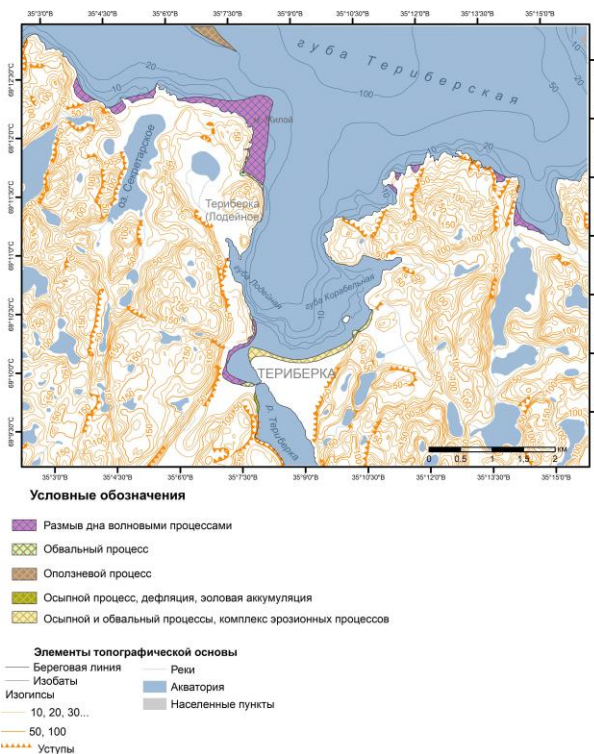 35°3'0"В 35°4'30"В 35°6'0"В 35°7'30"В 35°9'0"В 35°10'30"В 35°12'0"В 35°13'30"В 35°15'0"В
губа Териберская
69°12'30"С
м. Жилой
69°12'0"С
оз. Секретарское
69°11'30"С
Териберка
(Лодейное)
69°11'0"С
губа Лодейная
губа Корабельная
69°10'30"С
ТЕРИБЕРКА
69°10'0"С
р. Териберка
69°9'30"С
0 0.5 1 1.5 2 км
35°3'0"В 35°4'30"В 35°6'0"В 35°7'30"В 35°9'0"В 35°10'30"В 35°12'0"В 35°13'30"В 35°15'0"В
Условные обозначения
Размыв дна волновыми процессами
Обвальный процесс
Оползневой процесс
Осыпной процесс, дефляция, эоловая аккумуляция
Осыпной и обвальный процессы, комплекс эрозионных процессов
Элементы топографической основы
Береговая линия
Изобаты
Изогипсы
10, 20, 30...
50, 100
Уступы
Реки
Акватория
Населенные пункты